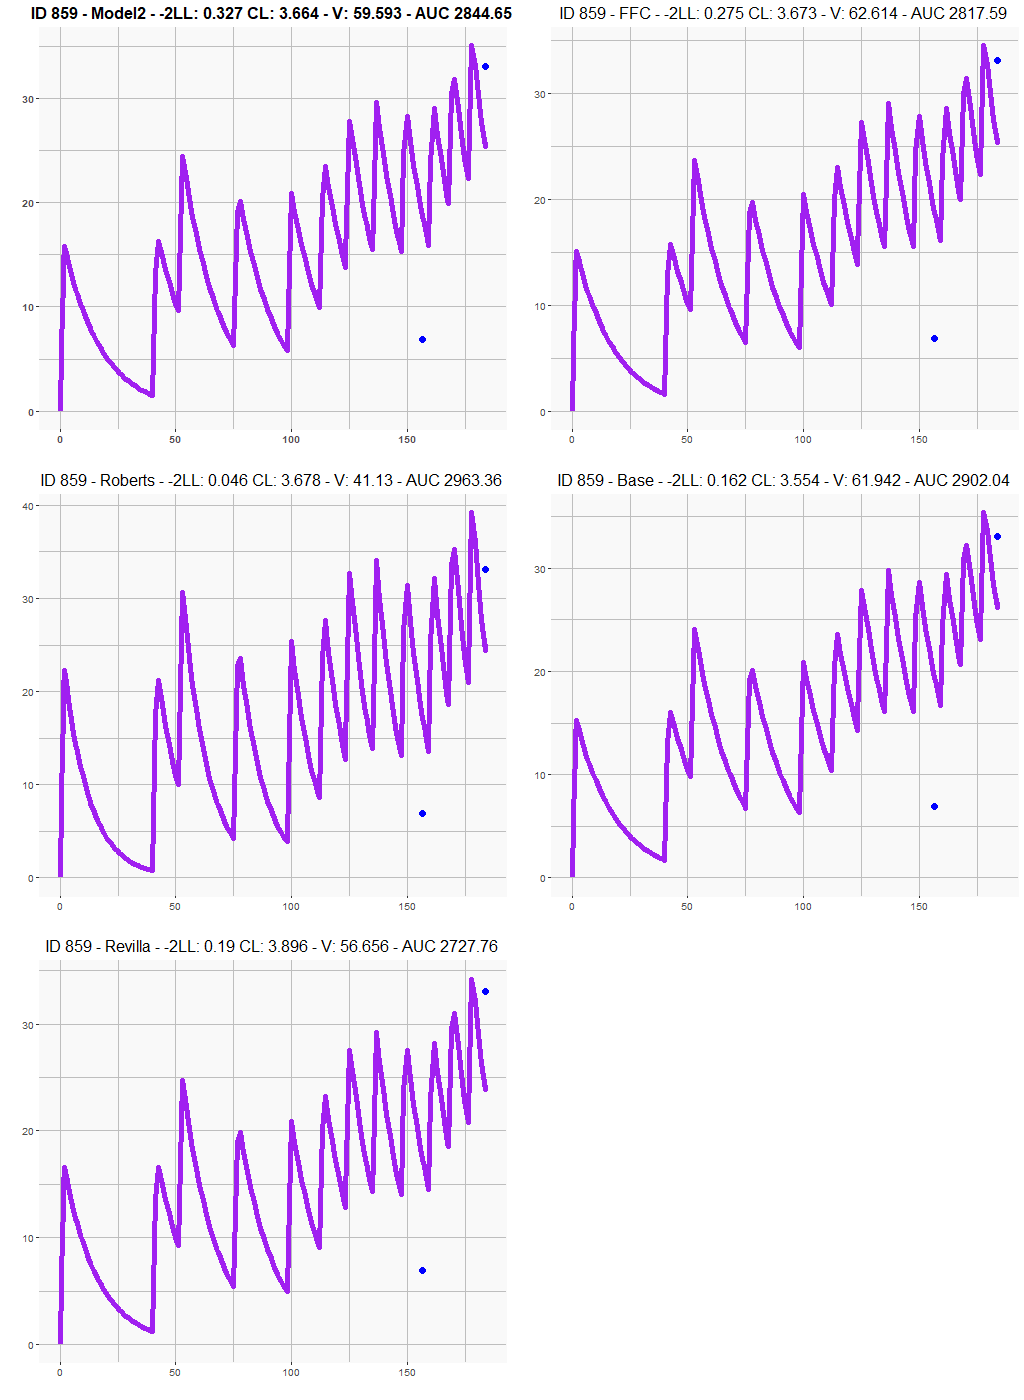 ID 859 - Model2 - -2LL: 0.327 CL: 3.664 - V: 59.593 - AUC 2844.65
30
20
10
0
0 50 100 150
ID 859 - FFC - -2LL: 0.275 CL: 3.673 - V: 62.614 - AUC 2817.59
30
20
10
0
0 50 100 150
ID 859 - Roberts - -2LL: 0.046 CL: 3.678 - V: 41.13 - AUC 2963.36
40
30
20
10
0
0 50 100 150
ID 859 - Base - -2LL: 0.162 CL: 3.554 - V: 61.942 - AUC 2902.04
30
20
10
0
0 50 100 150
ID 859 - Revilla - -2LL: 0.19 CL: 3.896 - V: 56.656 - AUC 2727.76
30
20
10
0
0 50 100 150